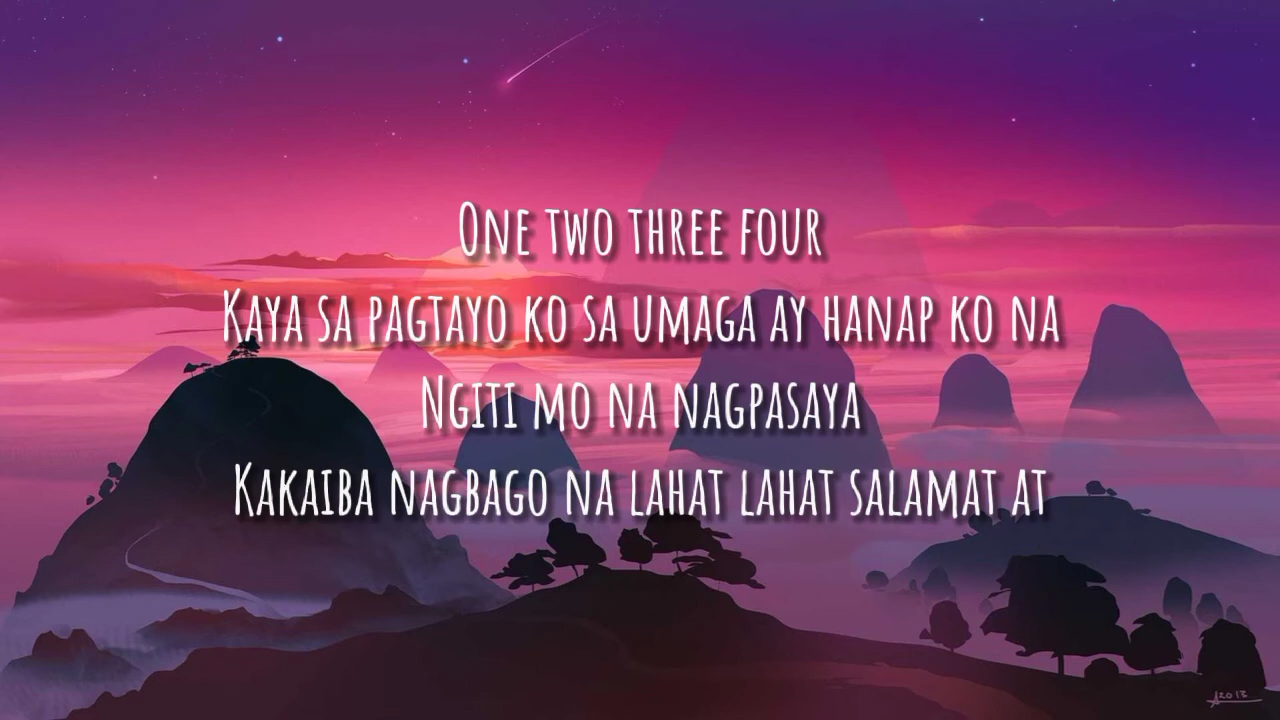 One two three four
Kaya sa pagtayo ko sa umaga ay hanap ko na
Ngiti mo na nagpasaya
Kakaiba nagbago na lahat lahat salamat at
2013